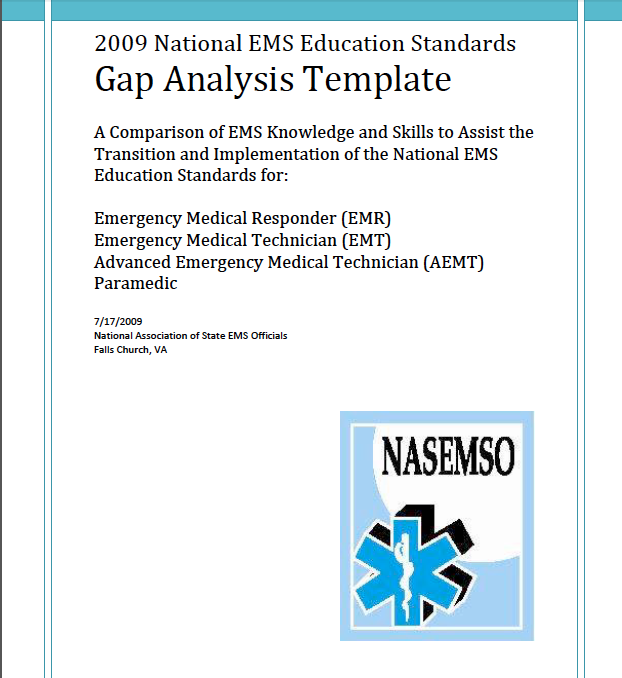 2009 National EMS Education Standards
Gap Analysis Template
A Comparison of EMS Knowledge and Skills to Assist the
Transition and Implementation of the National EMS
Education Standards for:
Emergency Medical Responder (EMR)
Emergency Medical Technician (EMT)
Advanced Emergency Medical Technician (AEMT)
Paramedic
7/17/2009
National Association of State EMS Officials
Falls Church, VA
NASEMSO